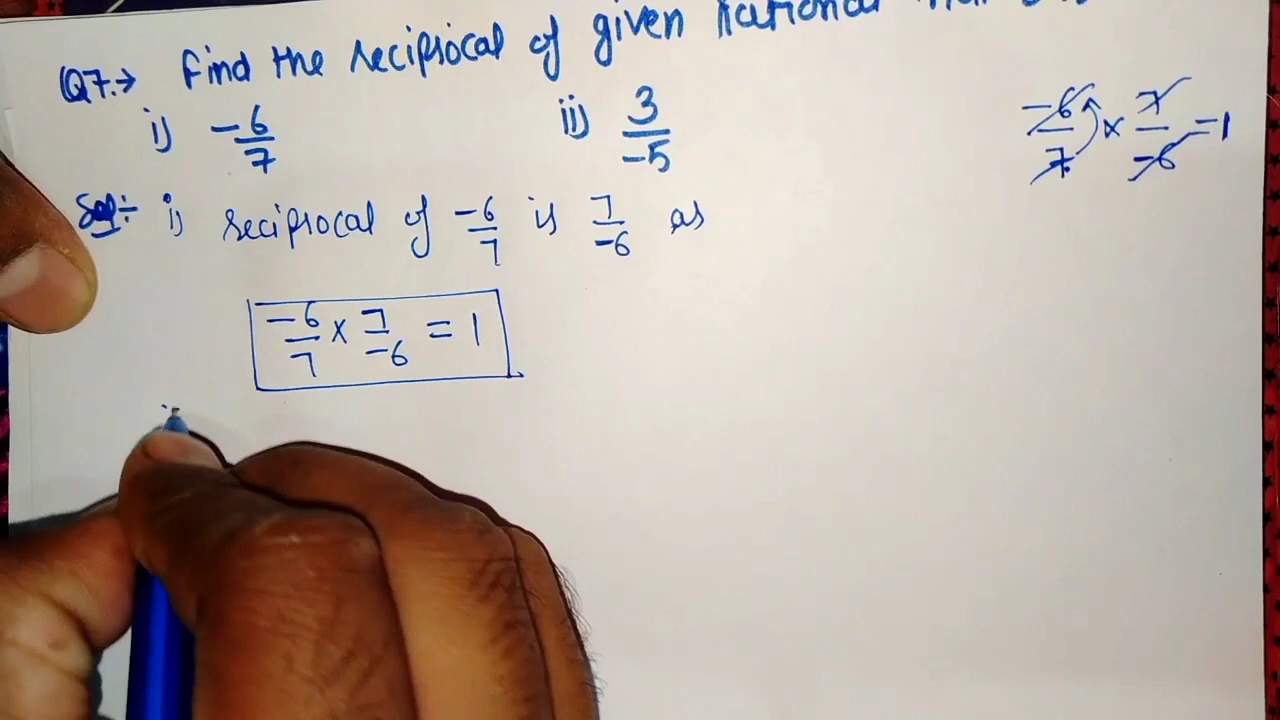 Q7.→ Find the reciprocal of given
i) -6/7 ii) 3/-5
-6/7 × 7/-6 = 1
Sol÷ i) reciprocal of -6/7 is 7/-6 as
-6/7 × 7/-6 = 1